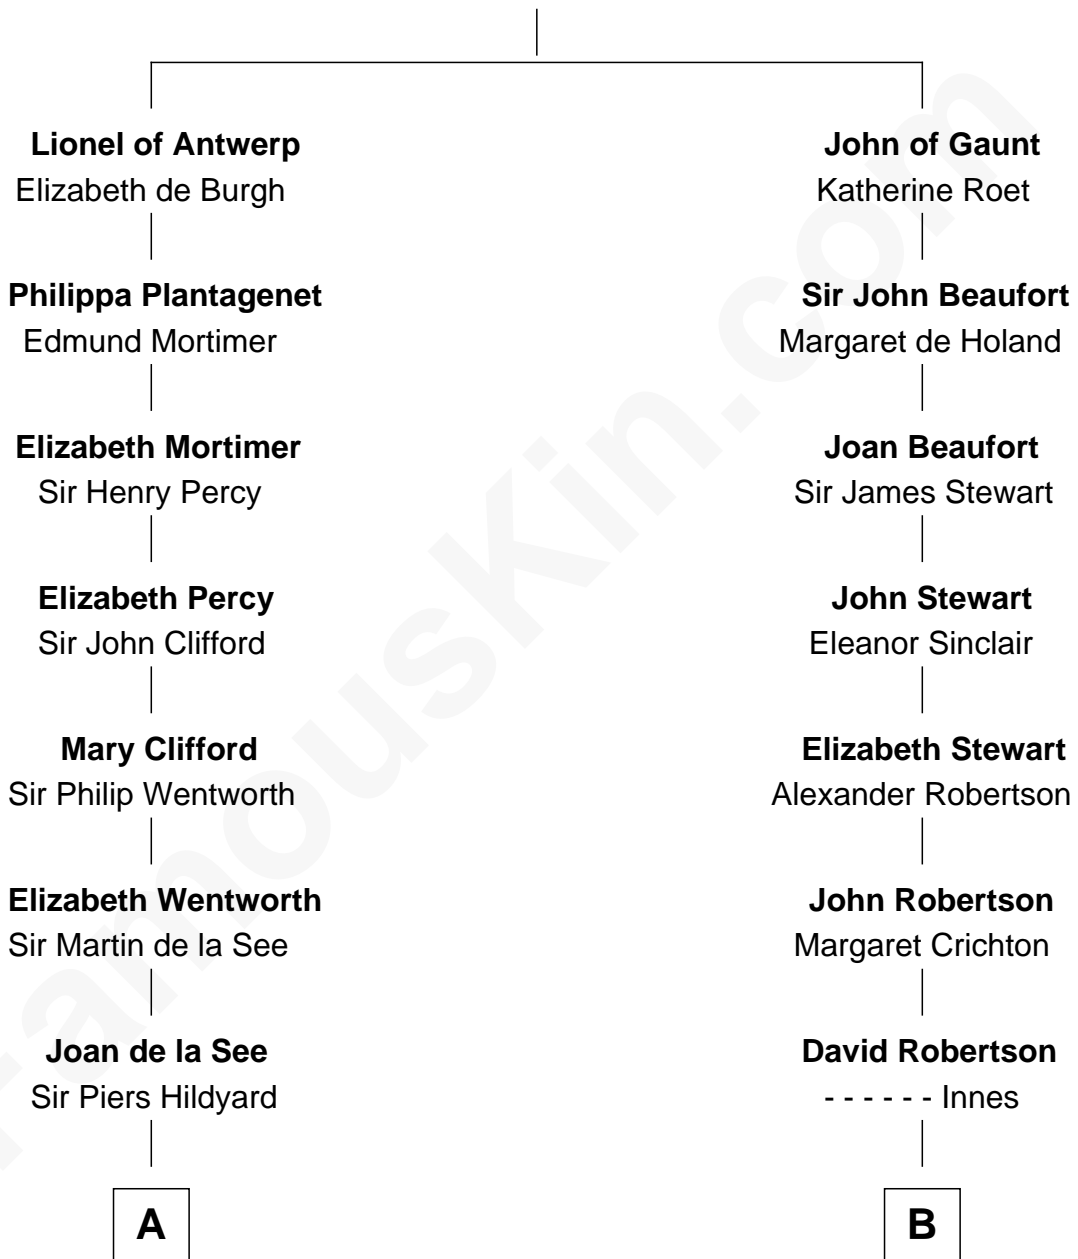 Lionel of Antwerp
Elizabeth de Burgh
Philippa Plantagenet
Edmund Mortimer
Elizabeth Mortimer
Sir Henry Percy
Elizabeth Percy
Sir John Clifford
Mary Clifford
Sir Philip Wentworth
Elizabeth Wentworth
Sir Martin de la See
Joan de la See
Sir Piers Hildyard
A
John of Gaunt
Katherine Roet
Sir John Beaufort
Margaret de Holand
Joan Beaufort
Sir James Stewart
John Stewart
Eleanor Sinclair
Elizabeth Stewart
Alexander Robertson
John Robertson
Margaret Crichton
David Robertson
- - - - - - Innes
B
FamousKin.com